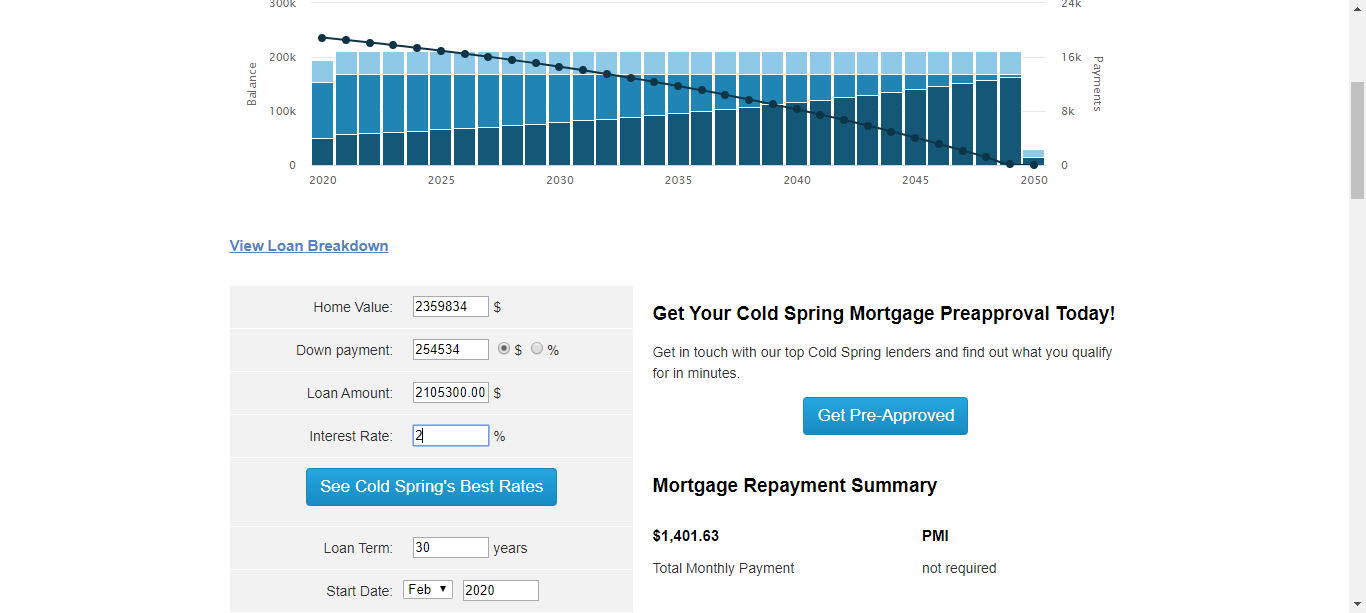 300k
24k
200k
16k
Balance
Payments
100k
8k
0
0
2020
2025
2030
2035
2040
2045
2050
View Loan Breakdown
Home Value: 2359834 $
Down payment: 254534 $ %
Loan Amount: 2105300.00 $
Interest Rate: 2 %
See Cold Spring's Best Rates
Loan Term: 30 years
Start Date: Feb 2020
Get Your Cold Spring Mortgage Preapproval Today!
Get in touch with our top Cold Spring lenders and find out what you qualify
for in minutes.
Get Pre-Approved
Mortgage Repayment Summary
$1,401.63
PMI
Total Monthly Payment
not required